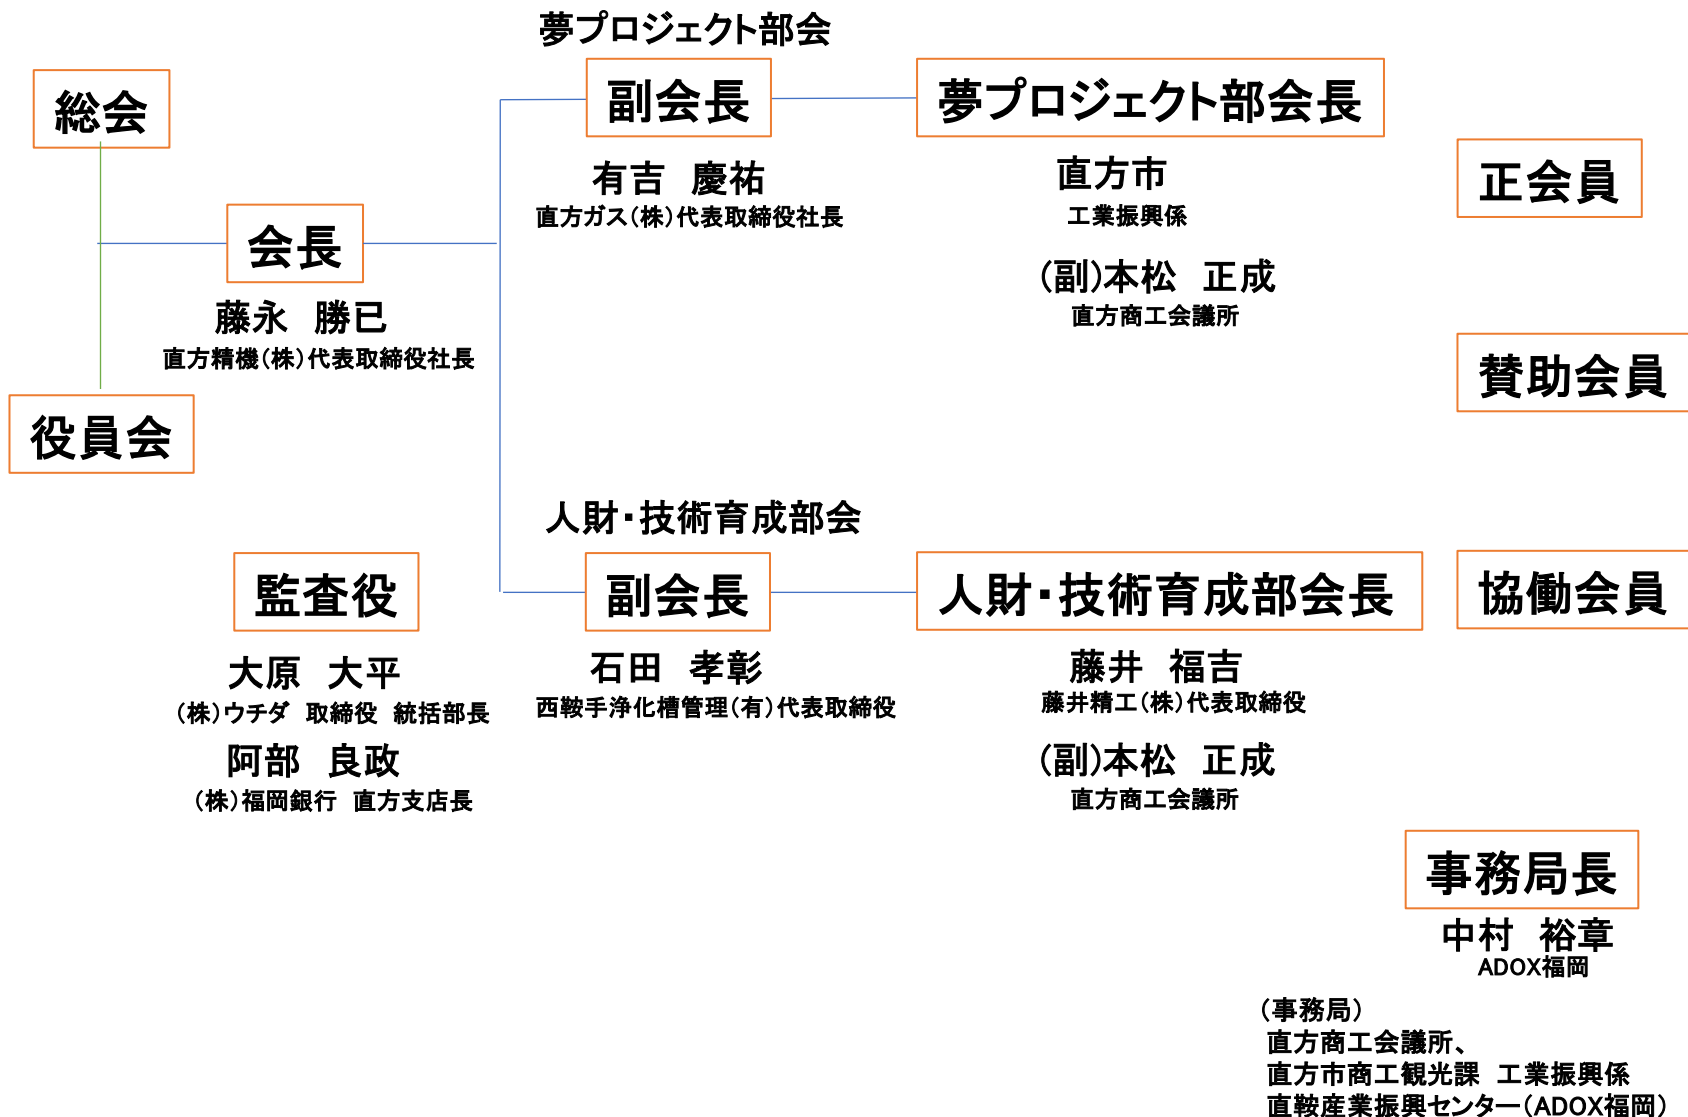 総会
会長
藤永　勝已
直方精機(株)代表取締役社長
役員会
夢プロジェクト部会
副会長
有吉　慶祐
直方ガス(株)代表取締役社長
夢プロジェクト部会長
直方市
工業振興係
(副)本松　正成
直方商工会議所
人財・技術育成部会
副会長
石田　孝彰
西鞍手浄化槽管理(有)代表取締役
人財・技術育成部会長
藤井　福吉
藤井精工(株)代表取締役
(副)本松　正成
直方商工会議所
監査役
大原　大平
(株)ウチダ　取締役　統括部長
阿部　良政
(株)福岡銀行　直方支店長
正会員
賛助会員
協働会員
事務局長
中村　裕章
ADOX福岡
(事務局)
直方商工会議所、
直方市商工観光課　工業振興係
直鞍産業振興センター(ADOX福岡)